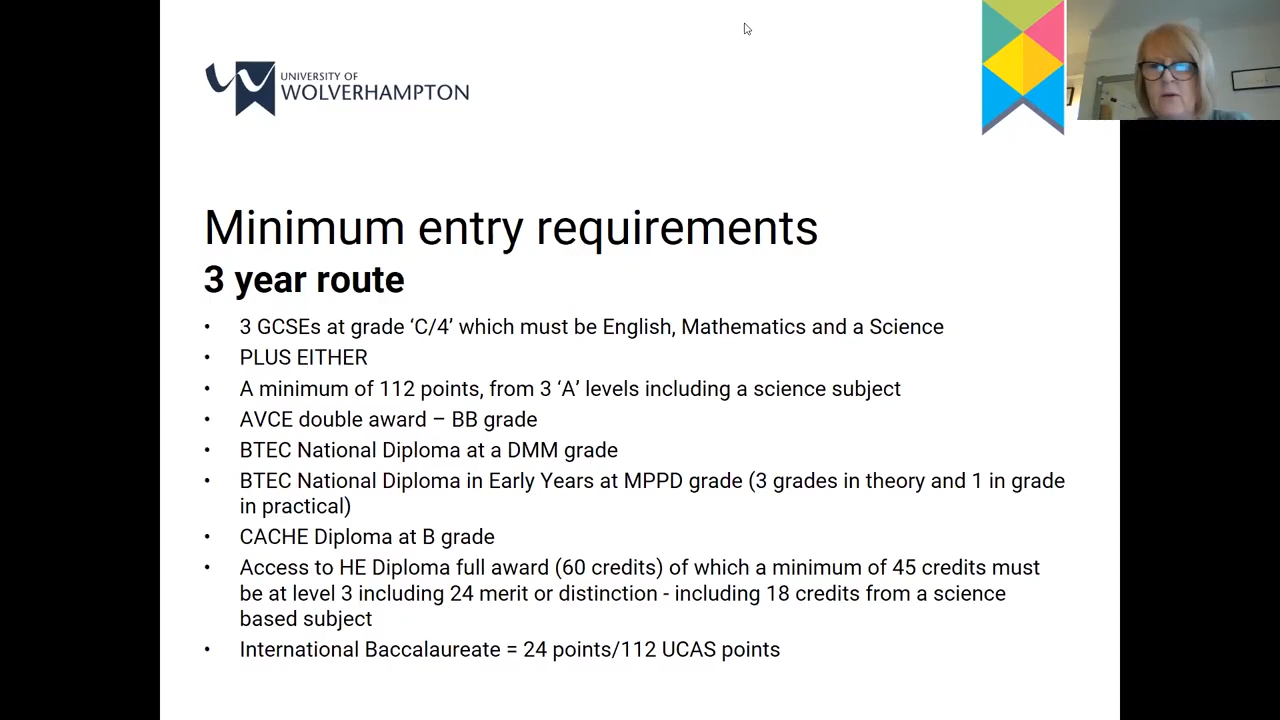 UNIVERSITY OF
WOLVERHAMPTON
Minimum entry requirements
3 year route
• 3 GCSEs at grade ‘C/4’ which must be English, Mathematics and a Science
• PLUS EITHER
• A minimum of 112 points, from 3 ‘A’ levels including a science subject
• AVCE double award – BB grade
• BTEC National Diploma at a DMM grade
• BTEC National Diploma in Early Years at MPPD grade (3 grades in theory and 1 in grade
in practical)
• CACHE Diploma at B grade
• Access to HE Diploma full award (60 credits) of which a minimum of 45 credits must
be at level 3 including 24 merit or distinction - including 18 credits from a science
based subject
• International Baccalaureate = 24 points/112 UCAS points